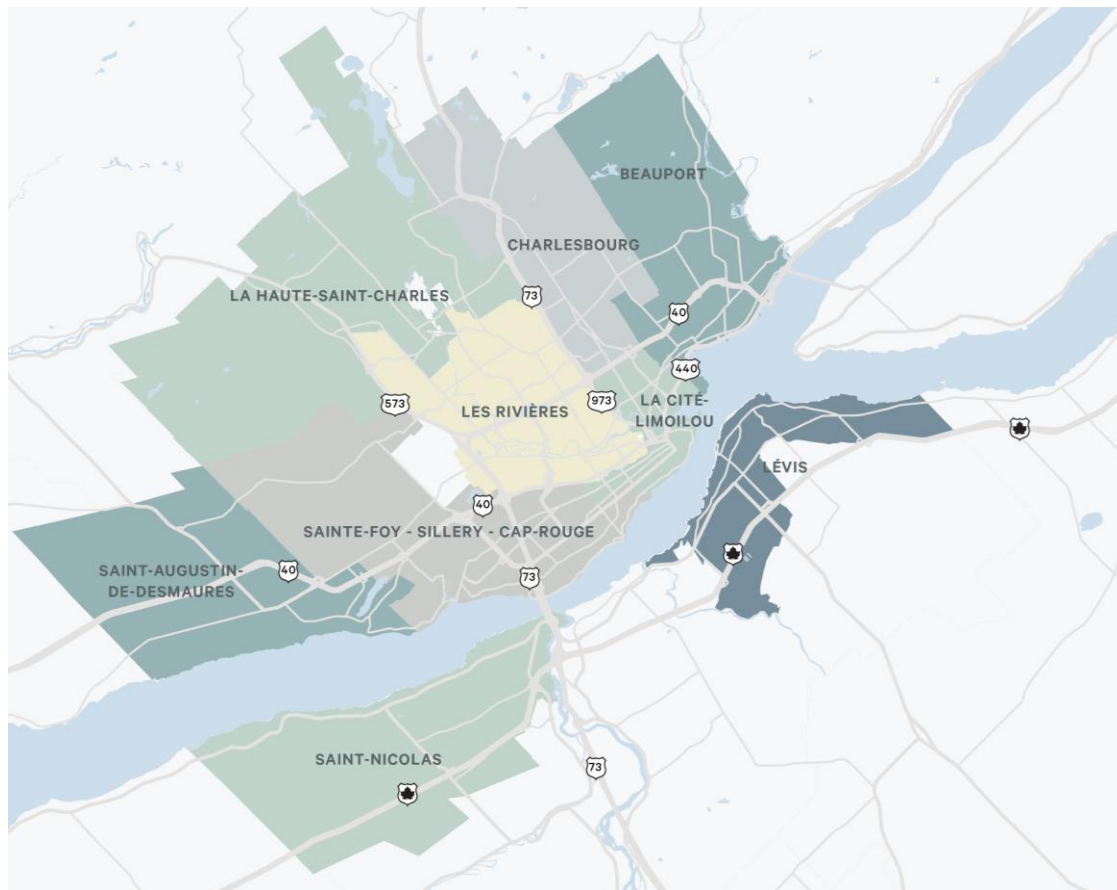 BEAUPORT
CHARLESBOURG
LA HAUTE-SAINT-CHARLES
73
40
440
573
973
LES RIVIÈRES
LA CITÉ-
LIMOILOU
LÉVIS
40
SAINTE-FOY - SILLERY - CAP-ROUGE
SAINT-AUGUSTIN-
DE-DESMAURES
40
73
SAINT-NICOLAS
73